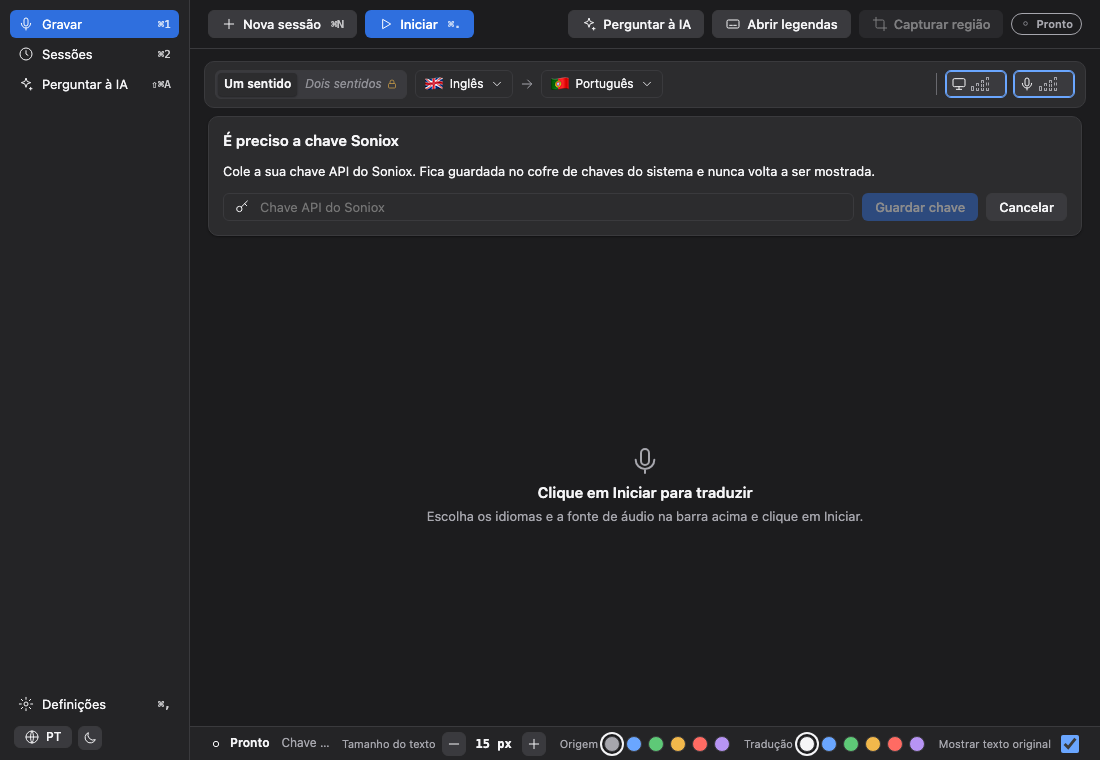 Gravar ⌘1
Sessões ⌘2
Perguntar à IA ⇧⌘A
Nova sessão ⌘N
Iniciar ⌘.
Perguntar à IA
Abrir legendas
Capturar região
Pronto
Um sentido
Dois sentidos
Inglês
Português
É preciso a chave Soniox
Cole a sua chave API do Soniox. Fica guardada no cofre de chaves do sistema e nunca volta a ser mostrada.
Chave API do Soniox
Guardar chave
Cancelar
Clique em Iniciar para traduzir
Escolha os idiomas e a fonte de áudio na barra acima e clique em Iniciar.
Definições ⌘,
PT
Pronto
Chave ...
Tamanho do texto
15 px
Origem
Tradução
Mostrar texto original